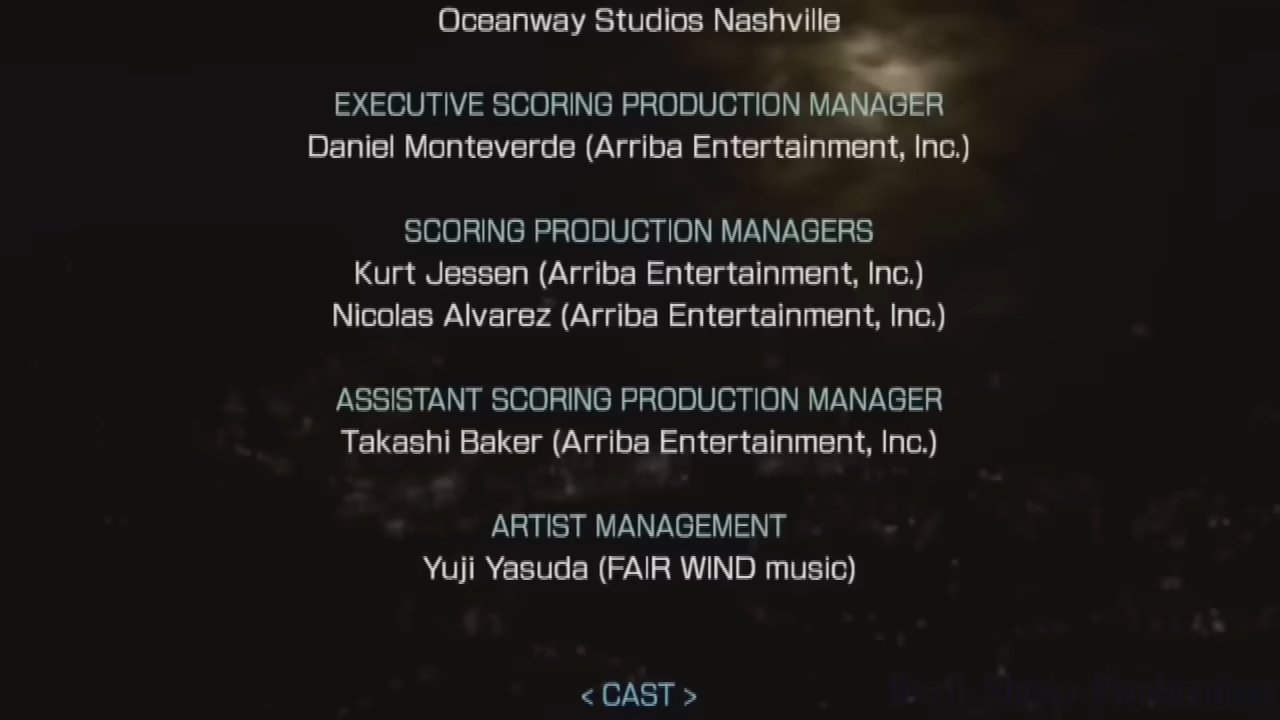 Oceanway Studios Nashville
EXECUTIVE SCORING PRODUCTION MANAGER
Daniel Monteverde (Arriba Entertainment, Inc.)
SCORING PRODUCTION MANAGERS
Kurt Jessen (Arriba Entertainment, Inc.)
Nicolas Alvarez (Arriba Entertainment, Inc.)
ASSISTANT SCORING PRODUCTION MANAGER
Takashi Baker (Arriba Entertainment, Inc.)
ARTIST MANAGEMENT
Yuji Yasuda (FAIR WIND music)
< CAST >